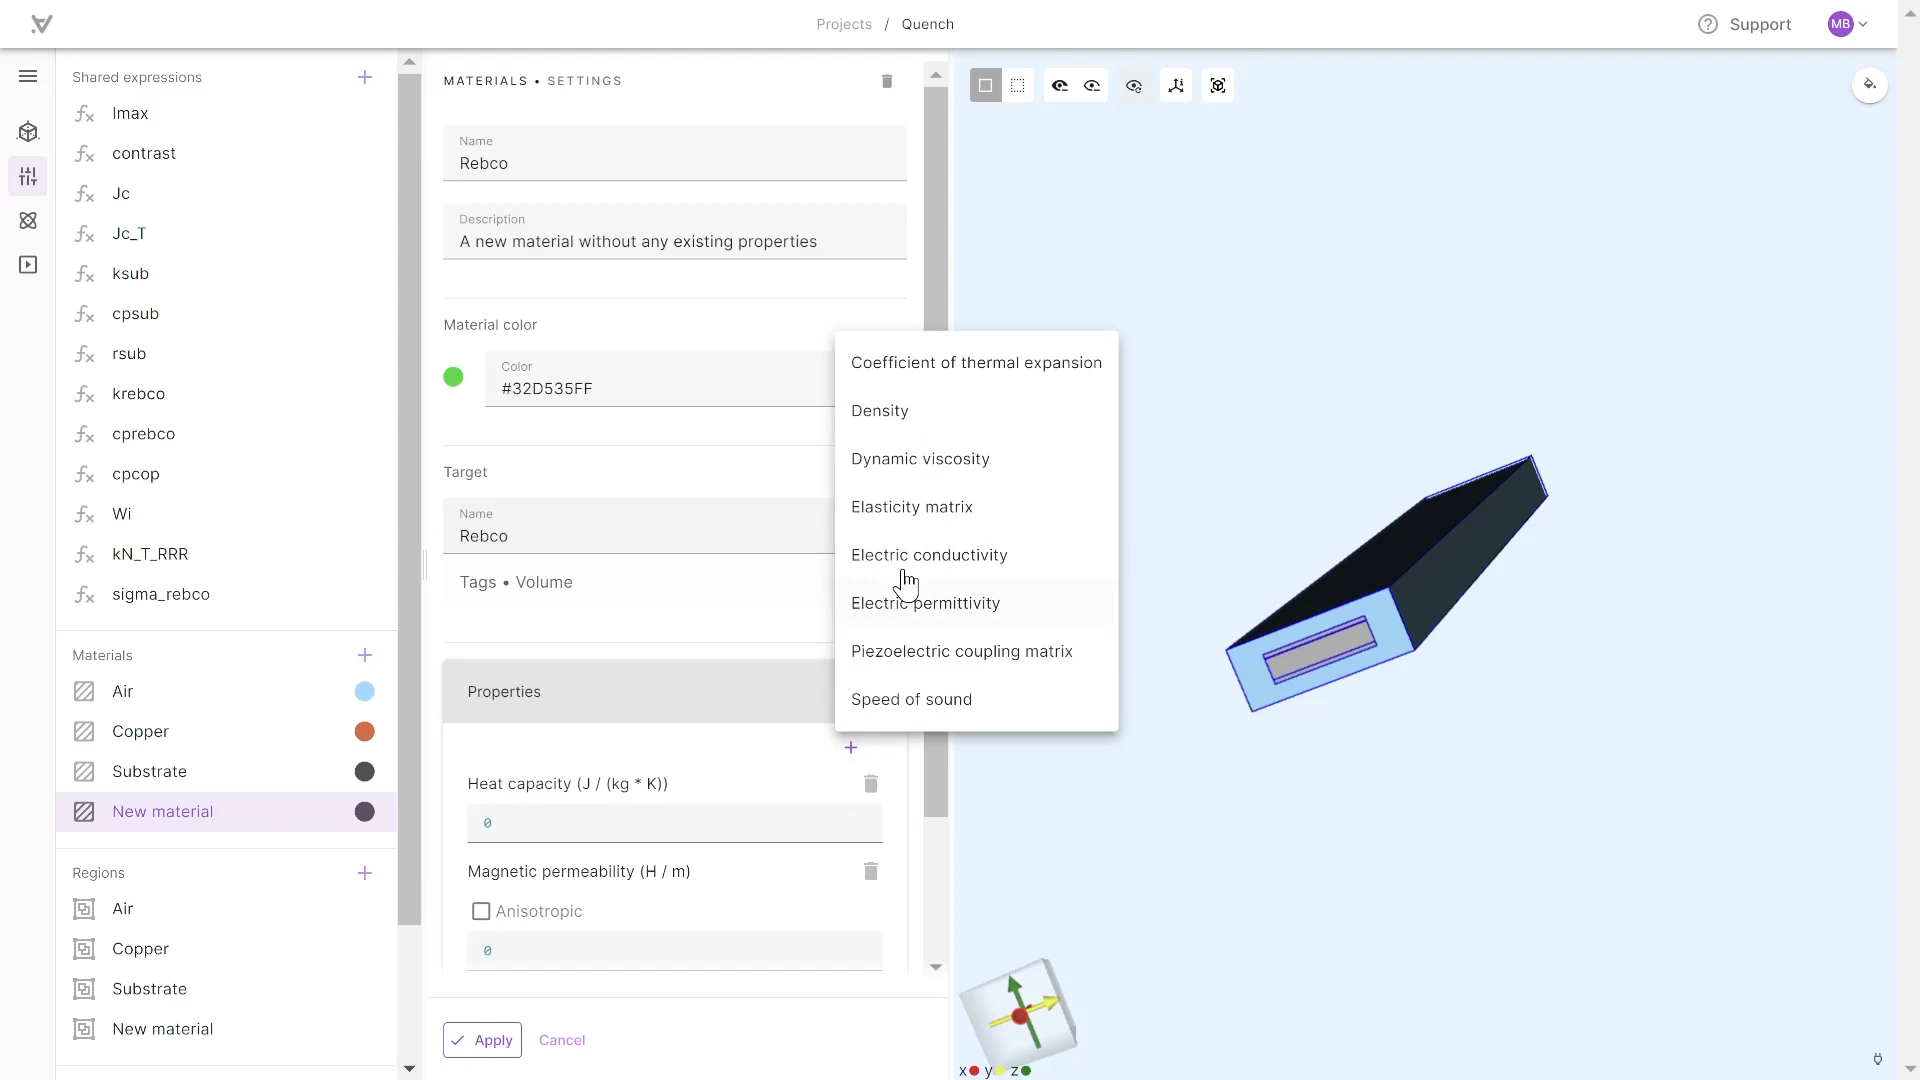 Projects / Quench
Support
MB
Shared expressions
Imax
contrast
Jc
Jc_T
ksub
cpsub
rsub
krebco
cprebco
cpcop
Wi
kN_T_RRR
sigma_rebco
Materials
Air
Copper
Substrate
New material
Regions
Air
Copper
Substrate
New material
MATERIALS • SETTINGS
Name
Rebco
Description
A new material without any existing properties
Material color
Color
#32D535FF
Target
Name
Rebco
Tags • Volume
Properties
Heat capacity (J / (kg * K))
0
Magnetic permeability (H / m)
Anisotropic
0
Apply
Cancel
Coefficient of thermal expansion
Density
Dynamic viscosity
Elasticity matrix
Electric conductivity
Electric permittivity
Piezoelectric coupling matrix
Speed of sound
x y z